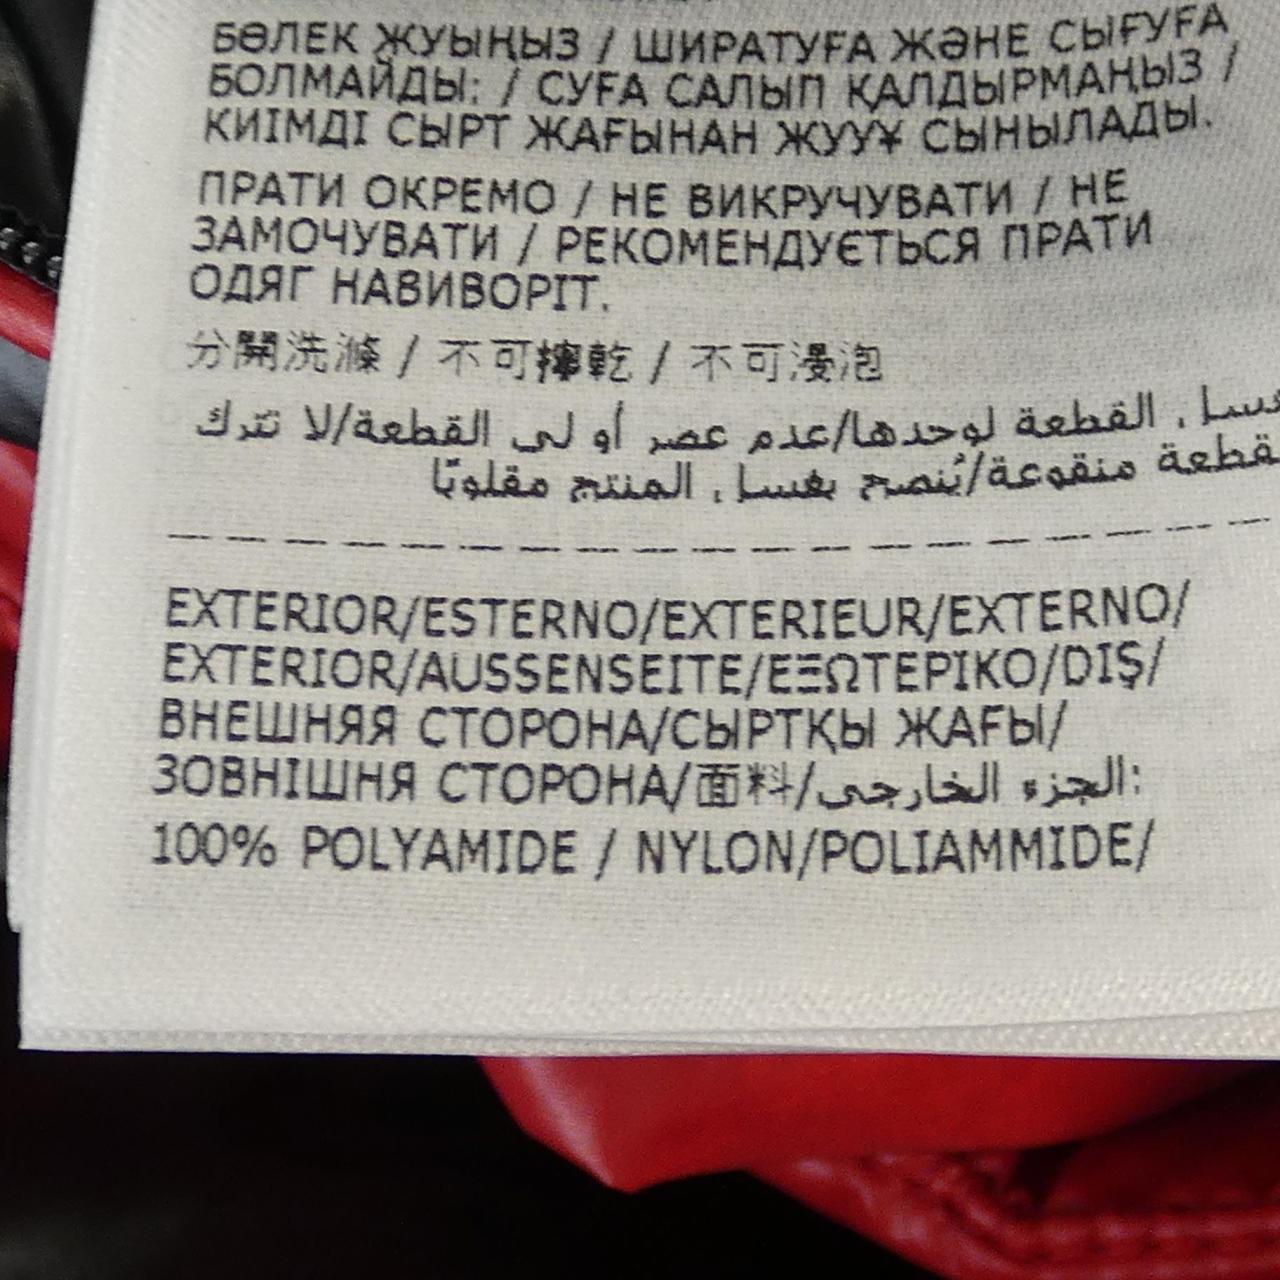 БӨЛЕК ЖУЫҢЫЗ / ШИРАТУҒА ЖӘНЕ СЫҒУҒА
БОЛМАЙДЫ: / СУҒА САЛЫП ҚАЛДЫРМАҢЫЗ /
КИІМДІ СЫРТ ЖАҒЫНАН ЖУУ¥ СЫНЫЛАДЫ.
ПРАТИ ОКРЕМО / НЕ ВИКРУЧУВАТИ / НЕ
ЗАМОЧУВАТИ / РЕКОМЕНДУЄТЬСЯ ПРАТИ
ОДЯГ НАВИВОРІТ.
分開洗滌 / 不可擰乾 / 不可浸泡
القطعة لوحدها/عدم عصر أو لي القطعة/لا تترك
منقوعة/يُنصح بغسل المنتج مقلوبًا
EXTERIOR/ESTERNO/EXTERIEUR/EXTERNO/
EXTERIOR/AUSSENSEITE/ΕΞΩΤΕΡΙΚΟ/DIŞ/
ВНЕШНЯЯ СТОРОНА/СЫРТҚЫ ЖАҒЫ/
ЗОВНІШНЯ СТОРОНА/面料/الجزء الخارجي:
100% POLYAMIDE / NYLON/POLIAMMIDE/